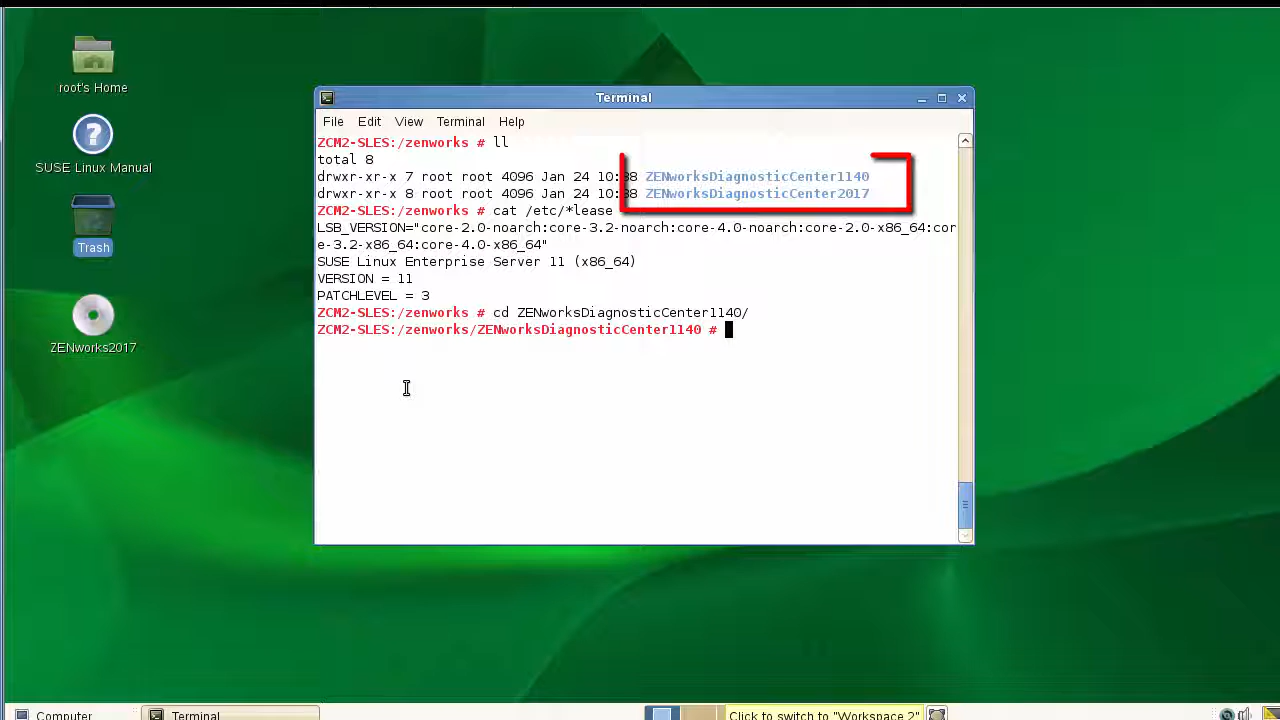 root's Home
SUSE Linux Manual
Trash
ZENworks2017
Terminal
File Edit View Terminal Help
ZCM2-SLES:/zenworks # ll
total 8
drwxr-xr-x 7 root root 4096 Jan 24 10:38 ZENworksDiagnosticCenter1140
drwxr-xr-x 8 root root 4096 Jan 24 10:38 ZENworksDiagnosticCenter2017
ZCM2-SLES:/zenworks # cat /etc/*lease
LSB_VERSION="core-2.0-noarch:core-3.2-noarch:core-4.0-noarch:core-2.0-x86_64:cor
e-3.2-x86_64:core-4.0-x86_64"
SUSE Linux Enterprise Server 11 (x86_64)
VERSION = 11
PATCHLEVEL = 3
ZCM2-SLES:/zenworks # cd ZENworksDiagnosticCenter1140/
ZCM2-SLES:/zenworks/ZENworksDiagnosticCenter1140 #
Computer Terminal Click to switch to "Workspace 2"